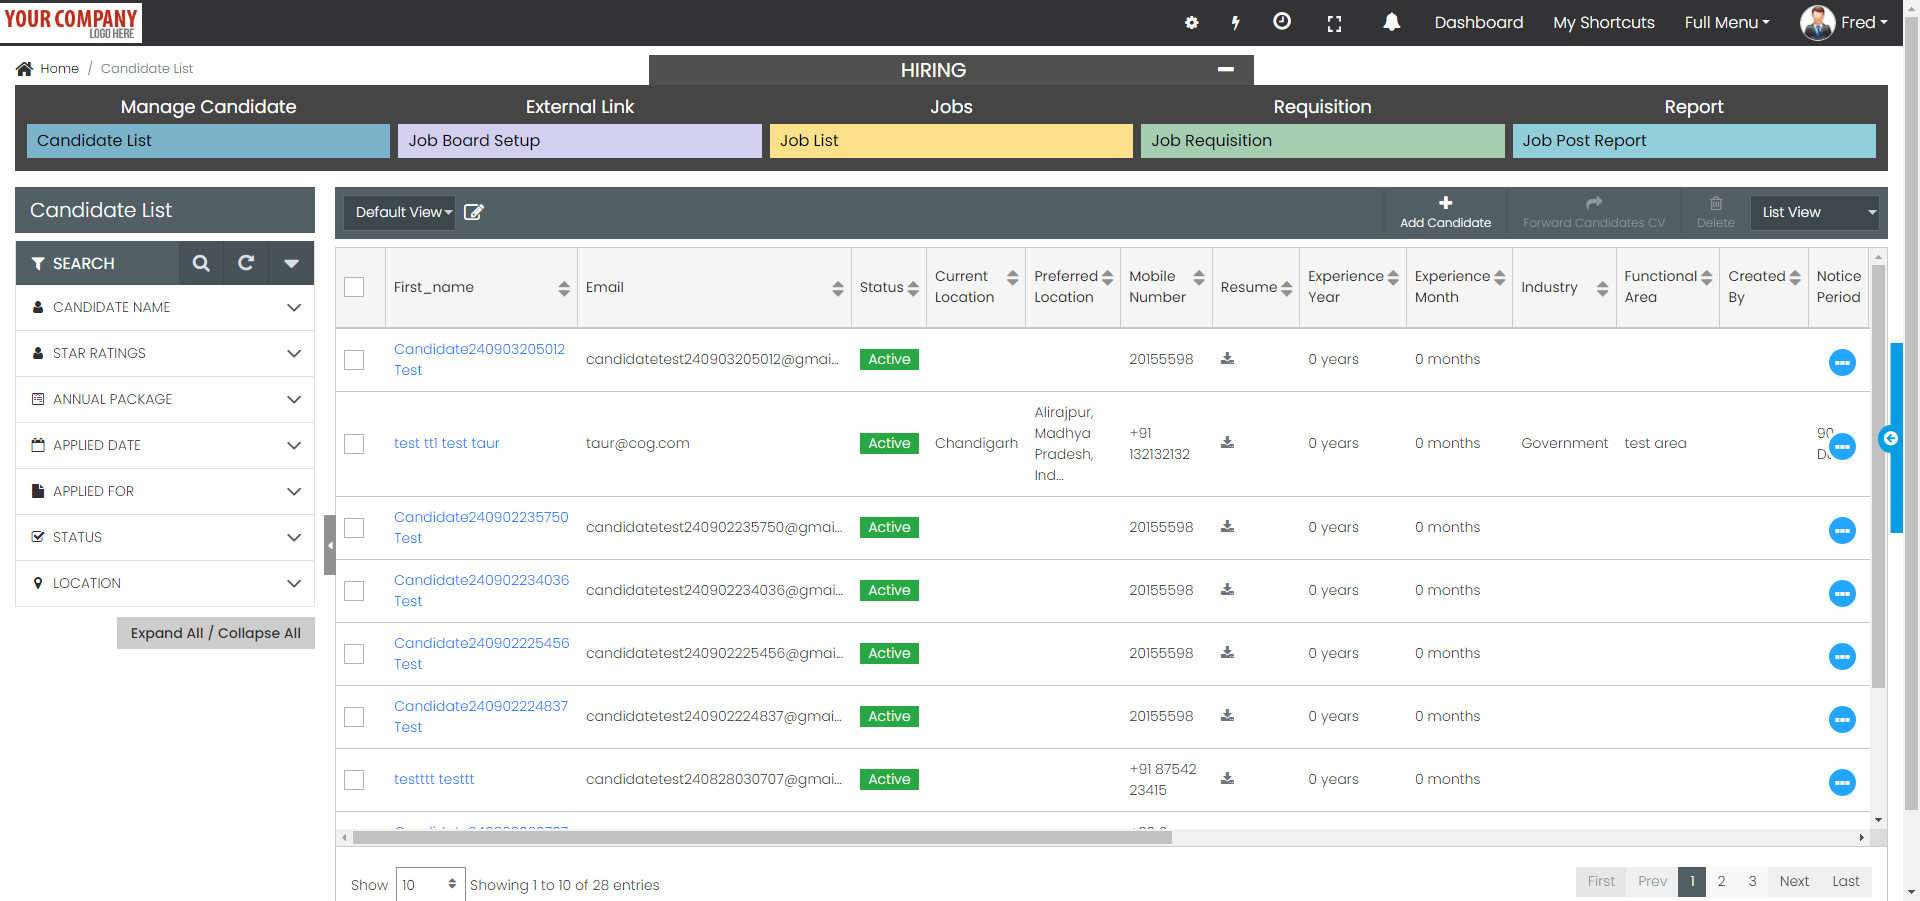 YOUR COMPANY
LOGO HERE
Dashboard
My Shortcuts
Full Menu
Fred
Home / Candidate List
HIRING
Manage Candidate
External Link
Jobs
Requisition
Report
Candidate List
Job Board Setup
Job List
Job Requisition
Job Post Report
Candidate List
SEARCH
CANDIDATE NAME
STAR RATINGS
ANNUAL PACKAGE
APPLIED DATE
APPLIED FOR
STATUS
LOCATION
Expand All / Collapse All
Default View
Add Candidate
Forward Candidates CV
Delete
List View
First_name
Email
Status
Current
Location
Preferred
Location
Mobile
Number
Resume
Experience
Year
Experience
Month
Industry
Functional
Area
Created
By
Notice
Period
Candidate240903205012
Test
candidatetest240903205012@gmai...
Active
20155598
0 years
0 months
test tt1 test taur
taur@cog.com
Active
Chandigarh
Alirajpur,
Madhya
Pradesh,
Ind...
+91
132132132
0 years
0 months
Government
test area
90
Candidate240902235750
Test
candidatetest240902235750@gmai...
Active
20155598
0 years
0 months
Candidate240902234036
Test
candidatetest240902234036@gmai...
Active
20155598
0 years
0 months
Candidate240902225456
Test
candidatetest240902225456@gmai...
Active
20155598
0 years
0 months
Candidate240902224837
Test
candidatetest240902224837@gmai...
Active
20155598
0 years
0 months
testttt testtt
candidatetest240828030707@gmai...
Active
+91 87542
23415
0 years
0 months
Show 10 Showing 1 to 10 of 28 entries
First Prev 1 2 3 Next Last